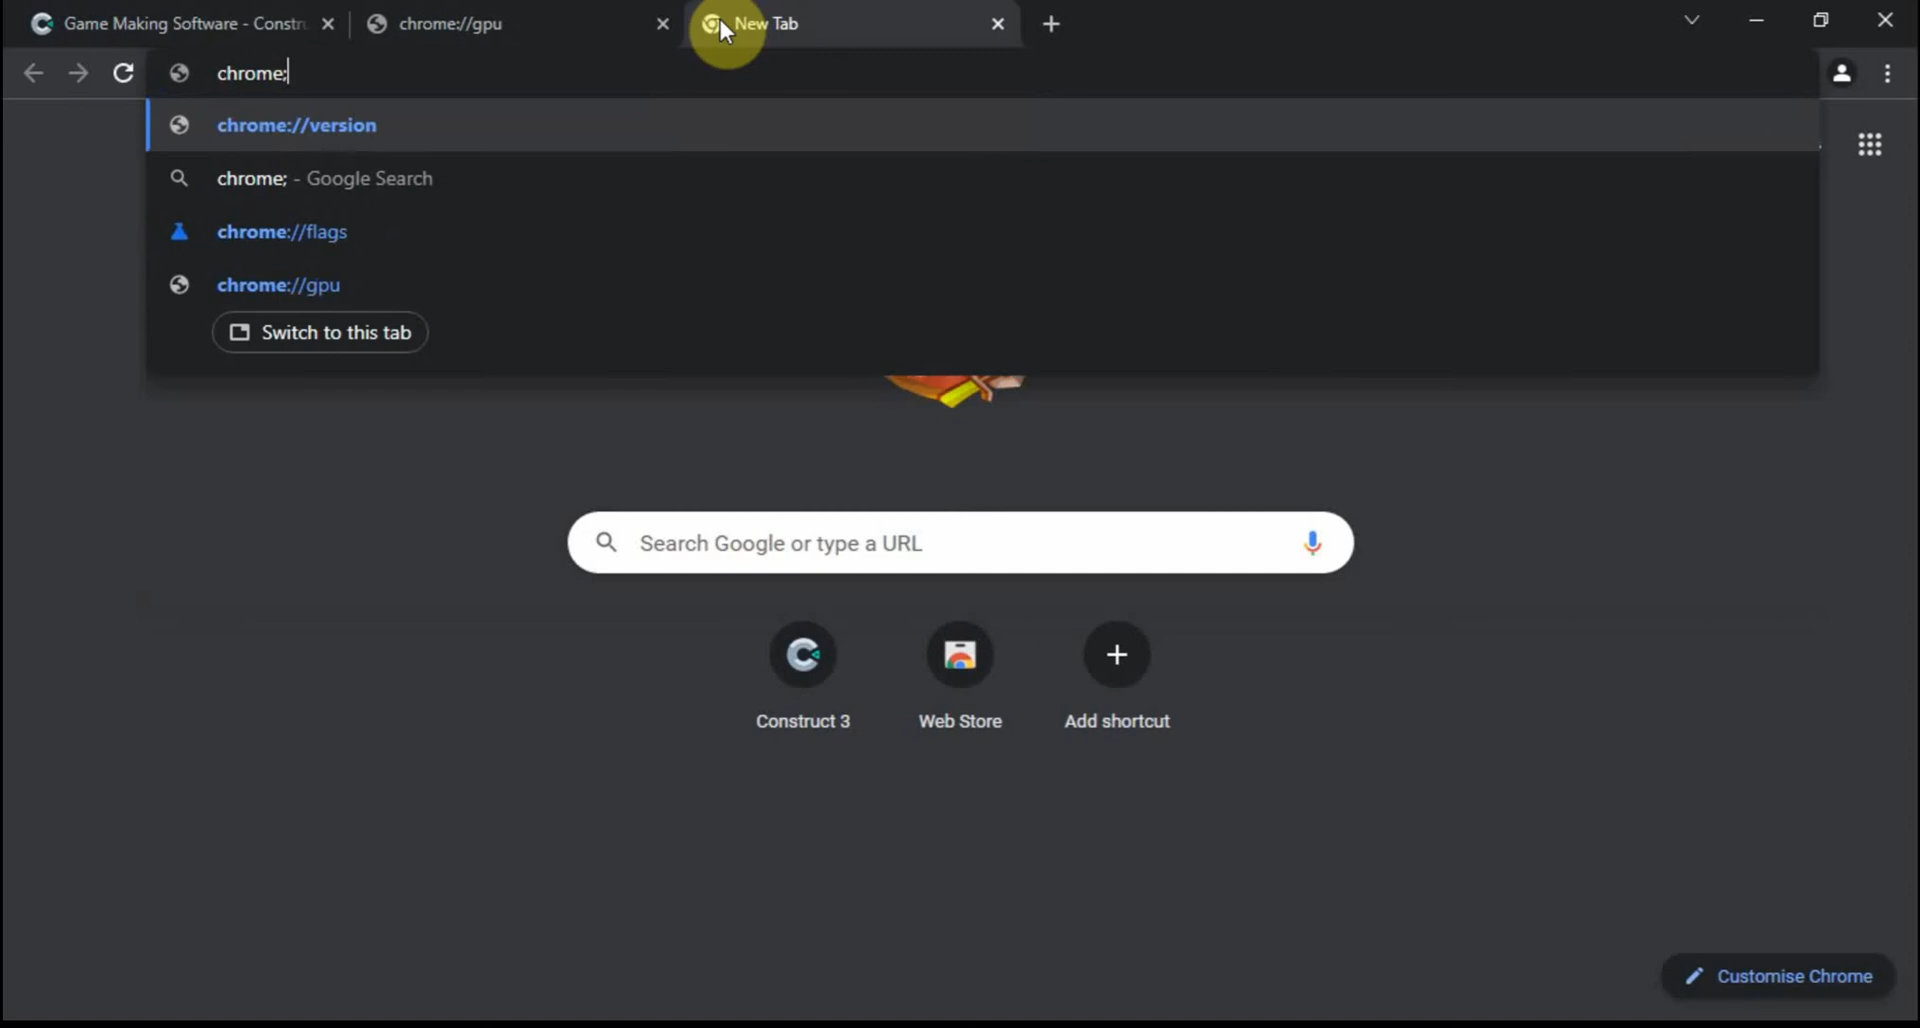 Game Making Software - Constru
chrome://gpu
New Tab
chrome;
chrome://version
chrome; - Google Search
chrome://flags
chrome://gpu
Switch to this tab
Search Google or type a URL
Construct 3
Web Store
Add shortcut
Customise Chrome